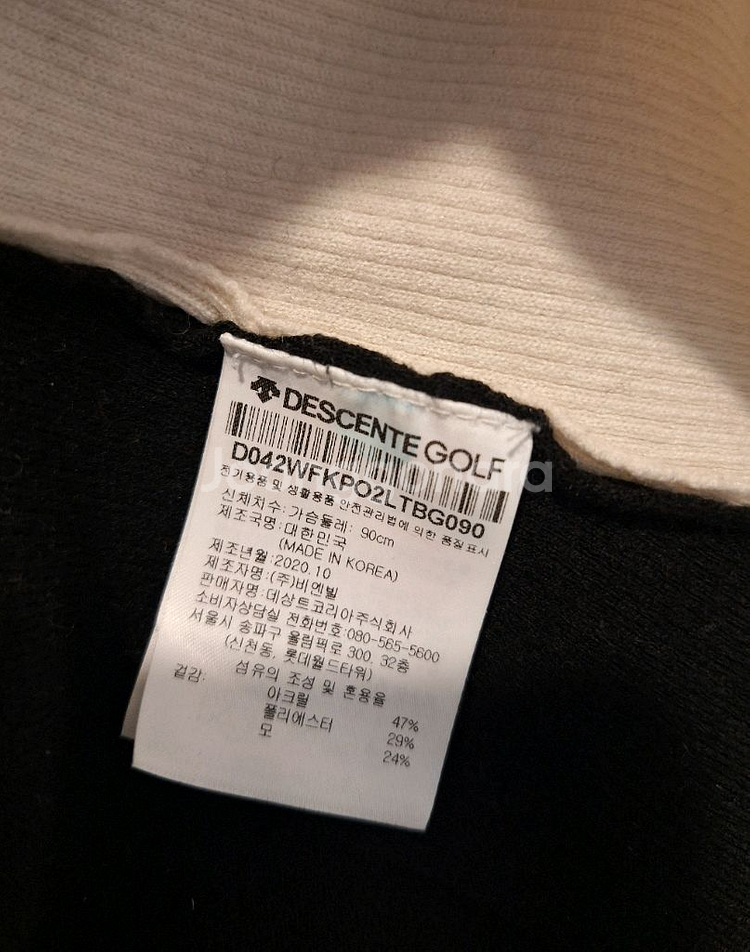 DESCENTE GOLF
D042WFKPO2LTBG090
전기용품 및 생활용품 안전관리법에 의한 품질표시
신체치수: 가슴둘레: 90cm
제조국명: 대한민국
(MADE IN KOREA)
제조년월: 2020.10
제조자명: (주)비엔빌
판매자명: 데상트코리아주식회사
소비자상담실 전화번호: 080-565-5600
서울시 송파구 올림픽로 300, 32층
(신천동, 롯데월드타워)
섬유의 조성 및 혼용율
겉감:
아크릴 47%
폴리에스터 29%
모 24%